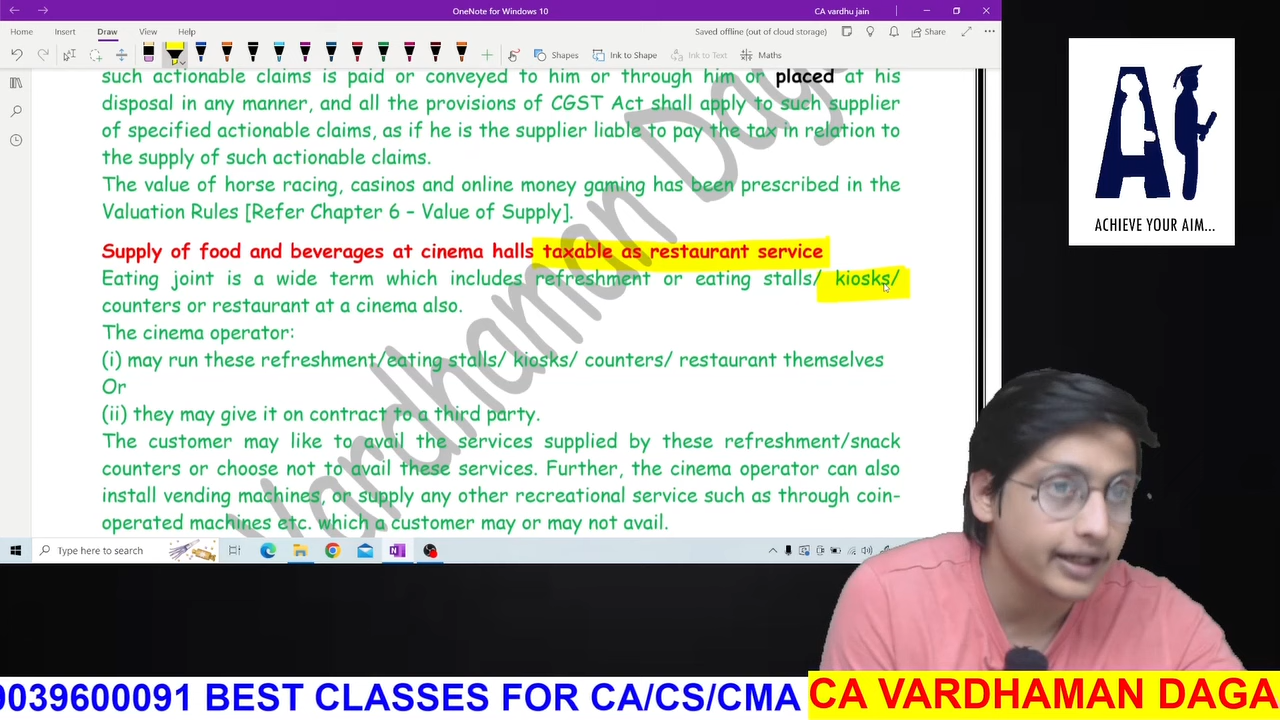 OneNote for Windows 10
CA vardhu jain
Home Insert Draw View Help
Saved offline (out of cloud storage)
Share
Shapes Ink to Shape Ink to Text Maths
such actionable claims is paid or conveyed to him or through him or placed at his
disposal in any manner, and all the provisions of CGST Act shall apply to such supplier
of specified actionable claims, as if he is the supplier liable to pay the tax in relation to
the supply of such actionable claims.
The value of horse racing, casinos and online money gaming has been prescribed in the
Valuation Rules [Refer Chapter 6 – Value of Supply].
Supply of food and beverages at cinema halls taxable as restaurant service
Eating joint is a wide term which includes refreshment or eating stalls/ kiosks/
counters or restaurant at a cinema also.
The cinema operator:
(i) may run these refreshment/eating stalls/ kiosks/ counters/ restaurant themselves
Or
(ii) they may give it on contract to a third party.
The customer may like to avail the services supplied by these refreshment/snack
counters or choose not to avail these services. Further, the cinema operator can also
install vending machines, or supply any other recreational service such as through coin-
operated machines etc. which a customer may or may not avail.
Vardhaman Dag
Type here to search
A
ACHIEVE YOUR AIM...
0039600091 BEST CLASSES FOR CA/CS/CMA
CA VARDHAMAN DAGA